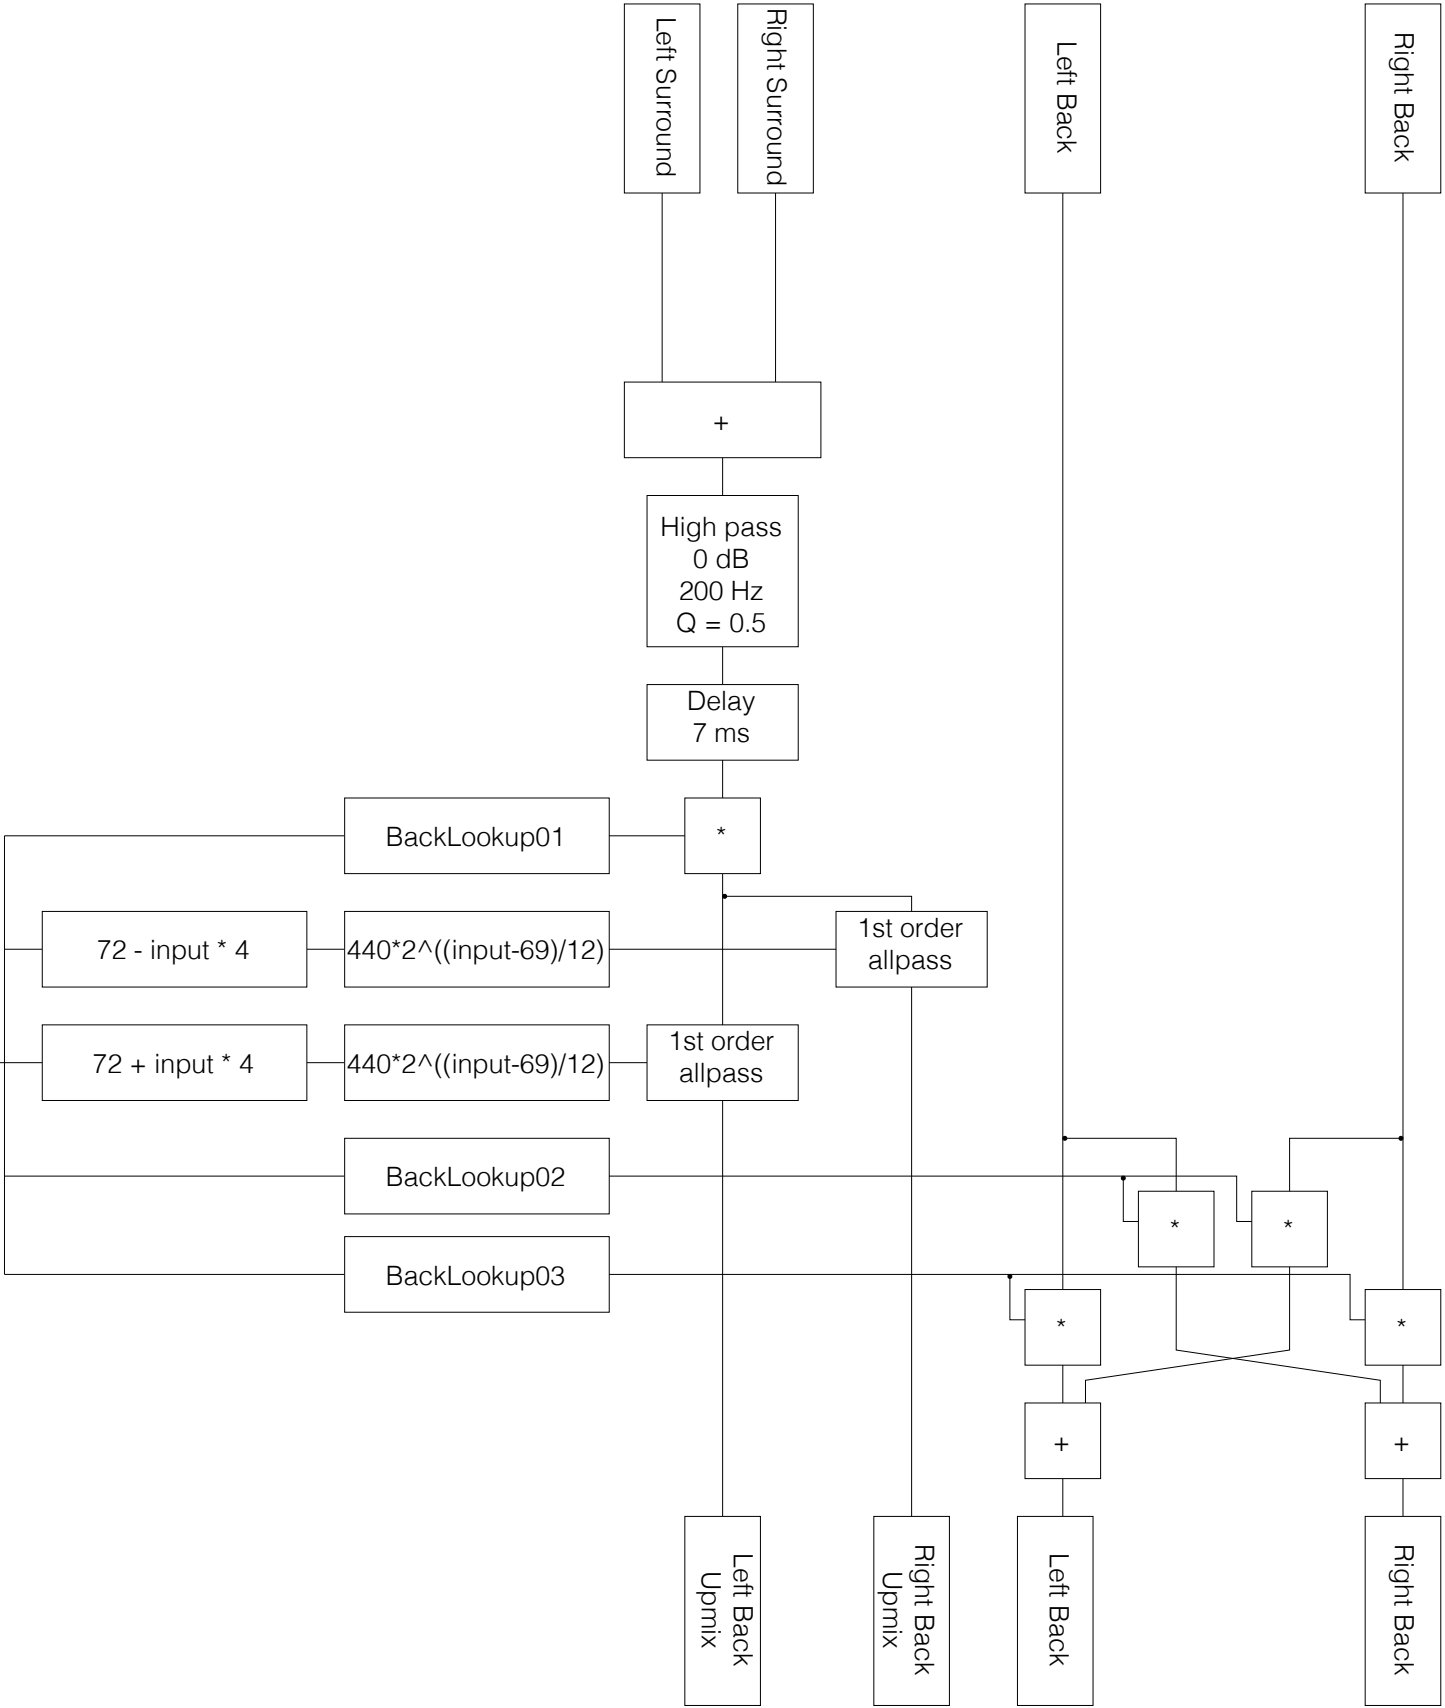 Left Surround
Right Surround
Left Back
Right Back
+
High pass
0 dB
200 Hz
Q = 0.5
Delay
7 ms
BackLookup01
*
72 - input * 4
440*2^((input-69)/12)
1st order
allpass
72 + input * 4
440*2^((input-69)/12)
1st order
allpass
BackLookup02
*
*
BackLookup03
*
*
+
+
Left Back
Upmix
Right Back
Upmix
Left Back
Right Back